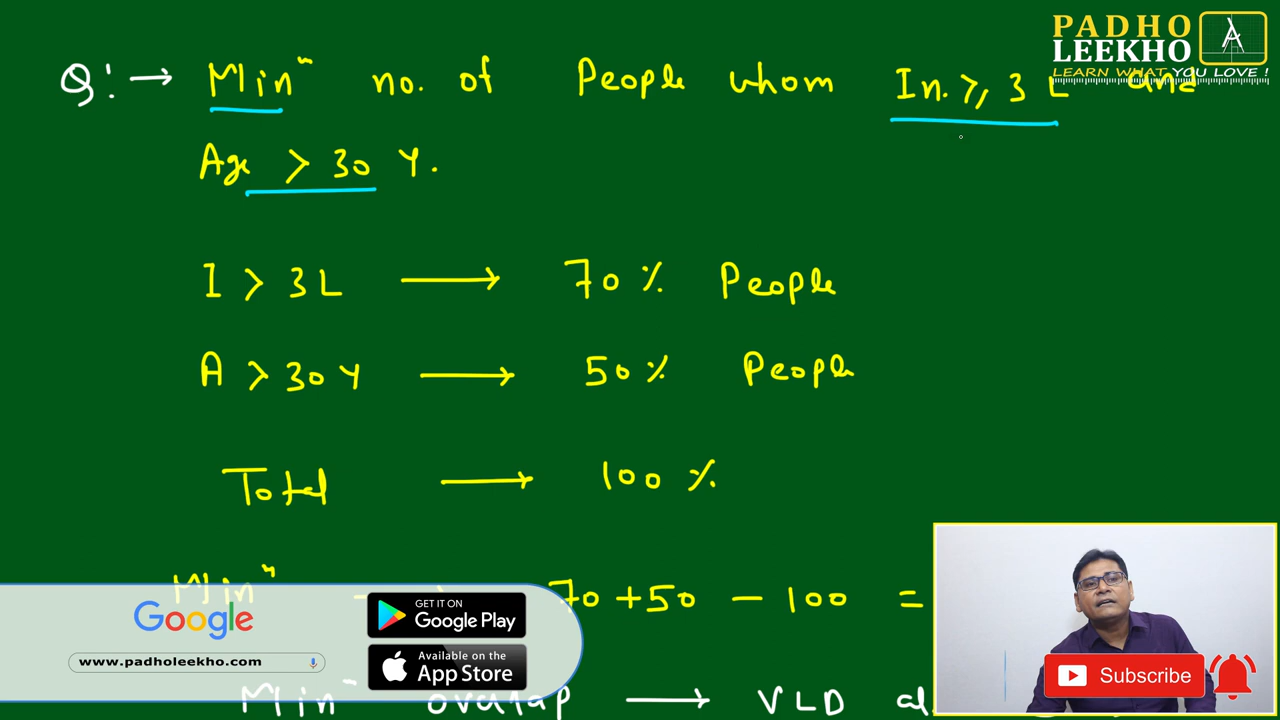 PADHO
LEEKHO
LEARN WHAT YOU LOVE !
Q:→ Minᵐ no. of People whom In. ≥ 3 L and
Age > 30 Y.
I > 3 L → 70 % People
A > 30 Y → 50 % People
Total → 100 %
Min 70 + 50 – 100 =
Min overlap → VLD
Google
www.padholeekho.com
GET IT ON
Google Play
Available on the
App Store
Subscribe